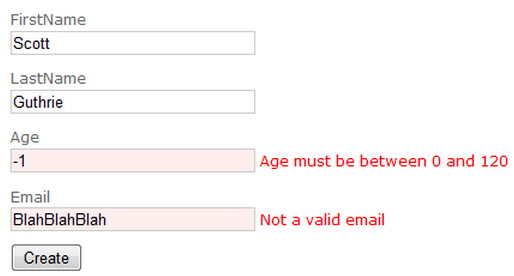 FirstName
Scott
LastName
Guthrie
Age
-1 Age must be between 0 and 120
Email
BlahBlahBlah Not a valid email
Create